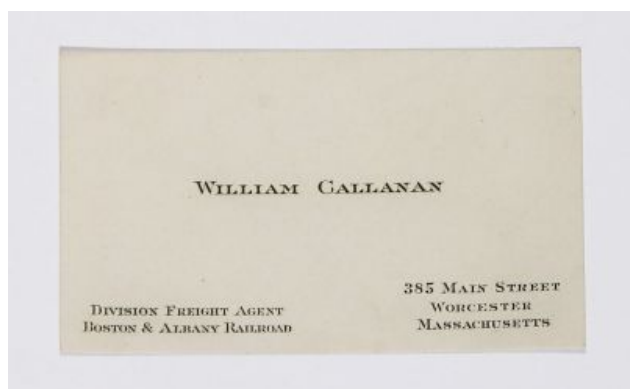 William Callanan
Division Freight Agent
Boston & Albany Railroad
385 Main Street
Worcester
Massachusetts